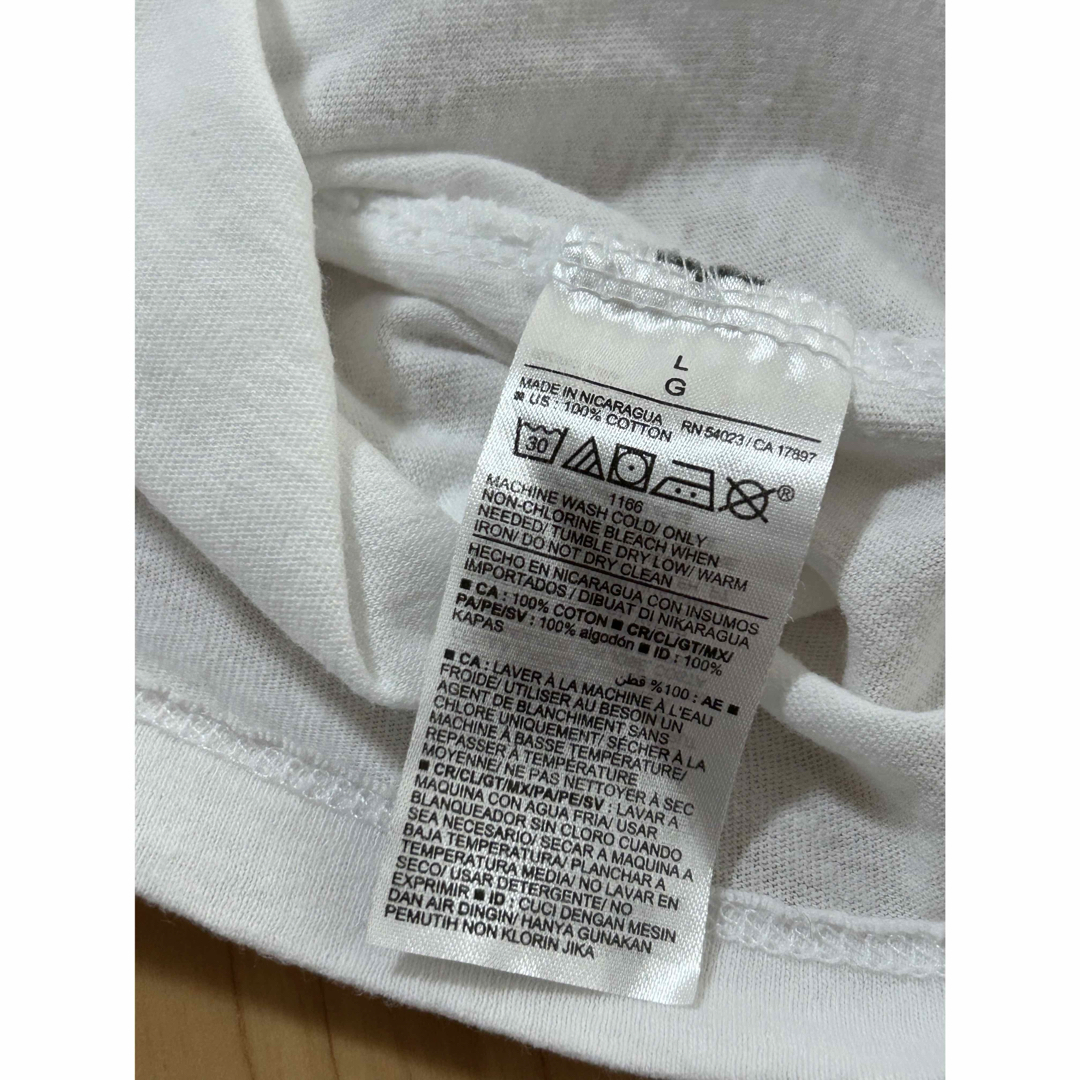 L
G
MADE IN NICARAGUA RN 54023 / CA 17897
US : 100% COTTON
30
®
1166
MACHINE WASH COLD/ ONLY
NON-CHLORINE BLEACH WHEN
NEEDED/ TUMBLE DRY LOW/ WARM
IRON/ DO NOT DRY CLEAN
HECHO EN NICARAGUA CON INSUMOS
IMPORTADOS / DIBUAT DI NIKARAGUA
■ CA : 100% COTON ■ CR/CL/GT/MX/
PA/PE/SV : 100% algodón ■ ID : 100%
KAPAS
■ AE : 100% قطن
■ CA : LAVER À LA MACHINE À L'EAU
FROIDE/ UTILISER AU BESOIN UN
AGENT DE BLANCHIMENT SANS
CHLORE UNIQUEMENT/ SÉCHER À LA
MACHINE À BASSE TEMPÉRATURE/
REPASSER À TEMPÉRATURE
MOYENNE/ NE PAS NETTOYER À SEC
■ CR/CL/GT/MX/PA/PE/SV : LAVAR A
MAQUINA CON AGUA FRIA/ USAR
BLANQUEADOR SIN CLORO CUANDO
SEA NECESARIO/ SECAR A MAQUINA A
BAJA TEMPERATURA/ PLANCHAR A
TEMPERATURA MEDIA/ NO LAVAR EN
SECO/ USAR DETERGENTE/ NO
EXPRIMIR ■ ID : CUCI DENGAN MESIN
DAN AIR DINGIN/ HANYA GUNAKAN
PEMUTIH NON KLORIN JIKA